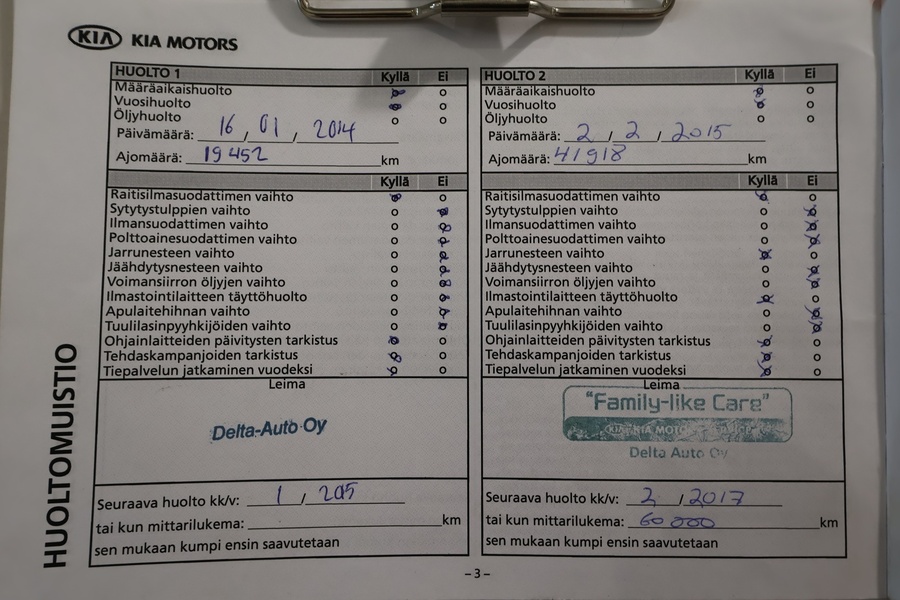 KIA KIA MOTORS
HUOLTOMUISTIO
HUOLTO 1 Kyllä Ei
Määräaikaishuolto
Vuosihuolto
Öljyhuolto
Päivämäärä: 16, 01, 2014
Ajomäärä: 19452 km
Kyllä Ei
Raitisilmasuodattimen vaihto
Sytytystulppien vaihto
Ilmansuodattimen vaihto
Polttoainesuodattimen vaihto
Jarrunesteen vaihto
Jäähdytysnesteen vaihto
Voimansiirron öljyjen vaihto
Ilmastointilaitteen täyttöhuolto
Apulaitehihnan vaihto
Tuulilasinpyyhkijöiden vaihto
Ohjainlaitteiden päivitysten tarkistus
Tehdaskampanjoiden tarkistus
Tiepalvelun jatkaminen vuodeksi
Leima
Delta-Auto Oy
Seuraava huolto kk/v: 1 / 2015
tai kun mittarilukema: km
sen mukaan kumpi ensin saavutetaan
HUOLTO 2 Kyllä Ei
Määräaikaishuolto
Vuosihuolto
Öljyhuolto
Päivämäärä: 2 / 2 / 2015
Ajomäärä: 41918 km
Kyllä Ei
Raitisilmasuodattimen vaihto
Sytytystulppien vaihto
Ilmansuodattimen vaihto
Polttoainesuodattimen vaihto
Jarrunesteen vaihto
Jäähdytysnesteen vaihto
Voimansiirron öljyjen vaihto
Ilmastointilaitteen täyttöhuolto
Apulaitehihnan vaihto
Tuulilasinpyyhkijöiden vaihto
Ohjainlaitteiden päivitysten tarkistus
Tehdaskampanjoiden tarkistus
Tiepalvelun jatkaminen vuodeksi
Leima
"Family-like Care"
KIA MOTORS
Delta Auto Oy
Seuraava huolto kk/v: 2 / 2017
tai kun mittarilukema: 60 000 km
sen mukaan kumpi ensin saavutetaan
-3-